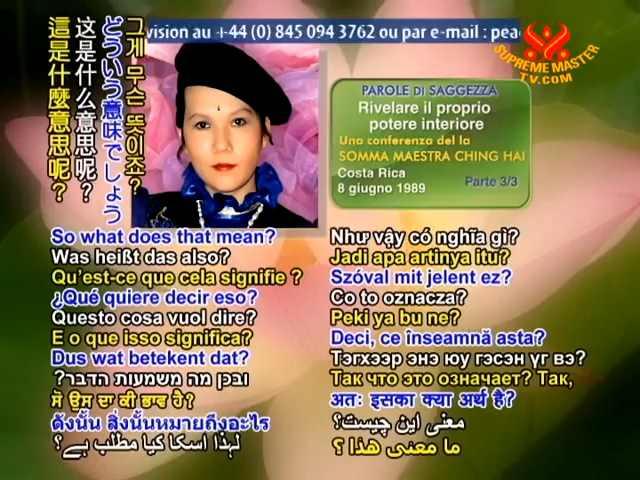 vision au ++44 (0) 845 094 3762 ou par e-mail : peac
SUPREME MASTER
TV.COM
그게 무슨 뜻이죠?
どういう意味でしょう
这是什么意思呢？
這是什麼意思呢？
PAROLE DI SAGGEZZA
Rivelare il proprio
potere interiore
Una conferenza del la
SOMMA MAESTRA CHING HAI
Costa Rica
8 giugno 1989
Parte 3/3
So what does that mean?
Was heißt das also?
Qu'est-ce que cela signifie ?
¿Qué quiere decir eso?
Questo cosa vuol dire?
E o que isso significa?
Dus wat betekent dat?
ובכן מה משמעות הדבר?
ਸੋ ਉਸ ਦਾ ਕੀ ਭਾਵ ਹੈ?
ดังนั้น สิ่งนั้นหมายถึงอะไร
لہذا اسکا کیا مطلب ہے؟
Như vậy có nghĩa gì?
Jadi apa artinya itu?
Szóval mit jelent ez?
Co to oznacza?
Peki ya bu ne?
Deci, ce înseamnă asta?
Тэгхээр энэ юу гэсэн үг вэ?
Так что это означает? Так,
अतः इसका क्या अर्थ है?
معنی این چیست؟
ما معنى هذا ؟